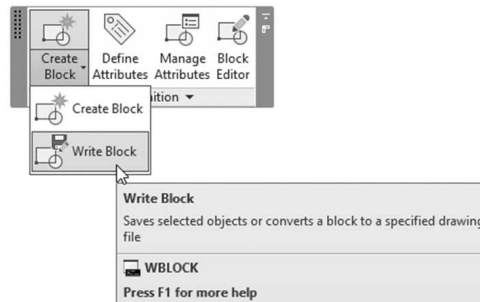 Create Block
Define Attributes
Manage Attributes
Block Editor
Create Block
Write Block
Write Block
Saves selected objects or converts a block to a specified drawing
file
WBLOCK
Press F1 for more help